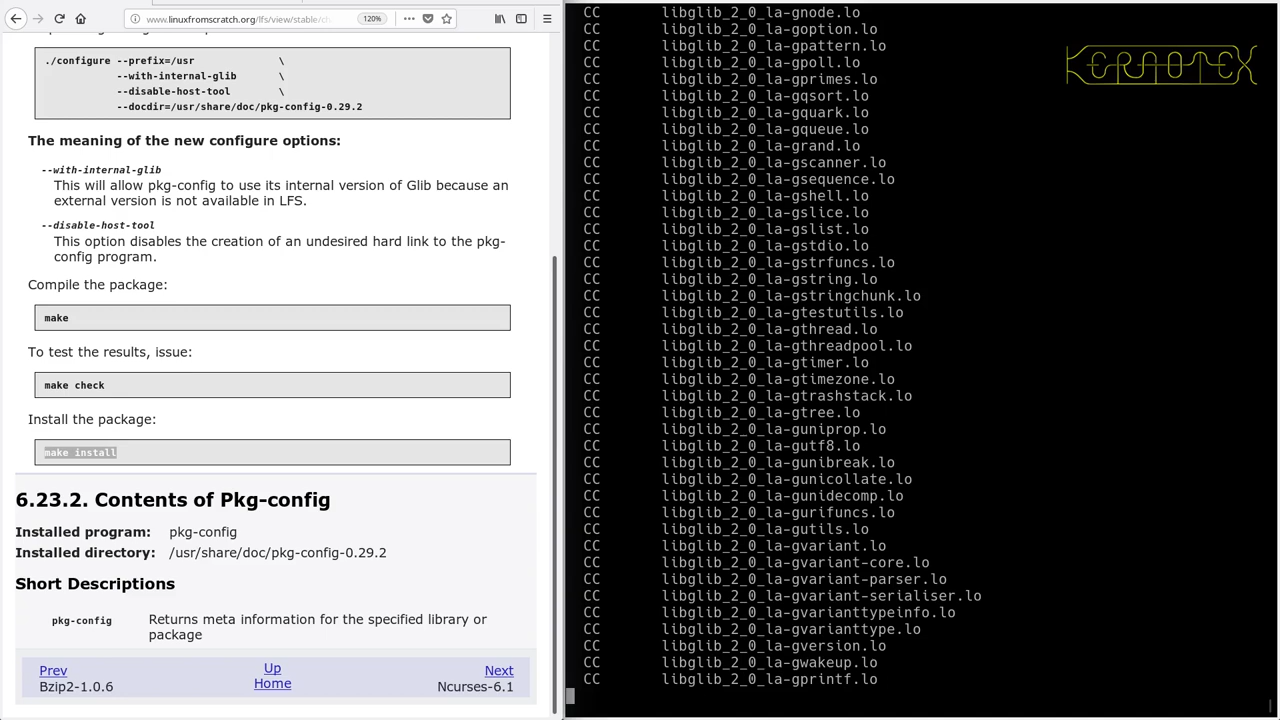 www.linuxfromscratch.org/lfs/view/stable/ch
120%
./configure --prefix=/usr \
--with-internal-glib \
--disable-host-tool \
--docdir=/usr/share/doc/pkg-config-0.29.2
The meaning of the new configure options:
--with-internal-glib
This will allow pkg-config to use its internal version of Glib because an
external version is not available in LFS.
--disable-host-tool
This option disables the creation of an undesired hard link to the pkg-
config program.
Compile the package:
make
To test the results, issue:
make check
Install the package:
make install
6.23.2. Contents of Pkg-config
Installed program: pkg-config
Installed directory: /usr/share/doc/pkg-config-0.29.2
Short Descriptions
pkg-config Returns meta information for the specified library or
package
Prev Up Next
Bzip2-1.0.6 Home Ncurses-6.1
CC libglib_2_0_la-gnode.lo
CC libglib_2_0_la-goption.lo
CC libglib_2_0_la-gpattern.lo
CC libglib_2_0_la-gpoll.lo
CC libglib_2_0_la-gprimes.lo
CC libglib_2_0_la-gqsort.lo
CC libglib_2_0_la-gquark.lo
CC libglib_2_0_la-gqueue.lo
CC libglib_2_0_la-grand.lo
CC libglib_2_0_la-gscanner.lo
CC libglib_2_0_la-gsequence.lo
CC libglib_2_0_la-gshell.lo
CC libglib_2_0_la-gslice.lo
CC libglib_2_0_la-gslist.lo
CC libglib_2_0_la-gstdio.lo
CC libglib_2_0_la-gstrfuncs.lo
CC libglib_2_0_la-gstring.lo
CC libglib_2_0_la-gstringchunk.lo
CC libglib_2_0_la-gtestutils.lo
CC libglib_2_0_la-gthread.lo
CC libglib_2_0_la-gthreadpool.lo
CC libglib_2_0_la-gtimer.lo
CC libglib_2_0_la-gtimezone.lo
CC libglib_2_0_la-gtrashstack.lo
CC libglib_2_0_la-gtree.lo
CC libglib_2_0_la-guniprop.lo
CC libglib_2_0_la-gutf8.lo
CC libglib_2_0_la-gunibreak.lo
CC libglib_2_0_la-gunicollate.lo
CC libglib_2_0_la-gunidecomp.lo
CC libglib_2_0_la-gurifuncs.lo
CC libglib_2_0_la-gutils.lo
CC libglib_2_0_la-gvariant.lo
CC libglib_2_0_la-gvariant-core.lo
CC libglib_2_0_la-gvariant-parser.lo
CC libglib_2_0_la-gvariant-serialiser.lo
CC libglib_2_0_la-gvarianttypeinfo.lo
CC libglib_2_0_la-gvarianttype.lo
CC libglib_2_0_la-gversion.lo
CC libglib_2_0_la-gwakeup.lo
CC libglib_2_0_la-gprintf.lo